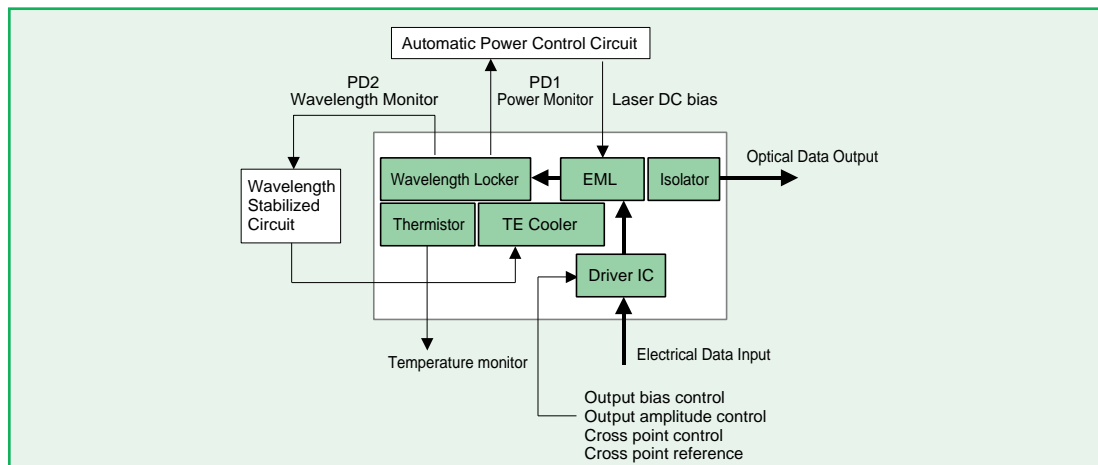 Automatic Power Control Circuit
PD2
Wavelength Monitor
PD1
Power Monitor
Laser DC bias
Optical Data Output
Wavelength Locker
EML
Isolator
Wavelength
Stabilized
Circuit
Thermistor
TE Cooler
Driver IC
Temperature monitor
Electrical Data Input
Output bias control
Output amplitude control
Cross point control
Cross point reference